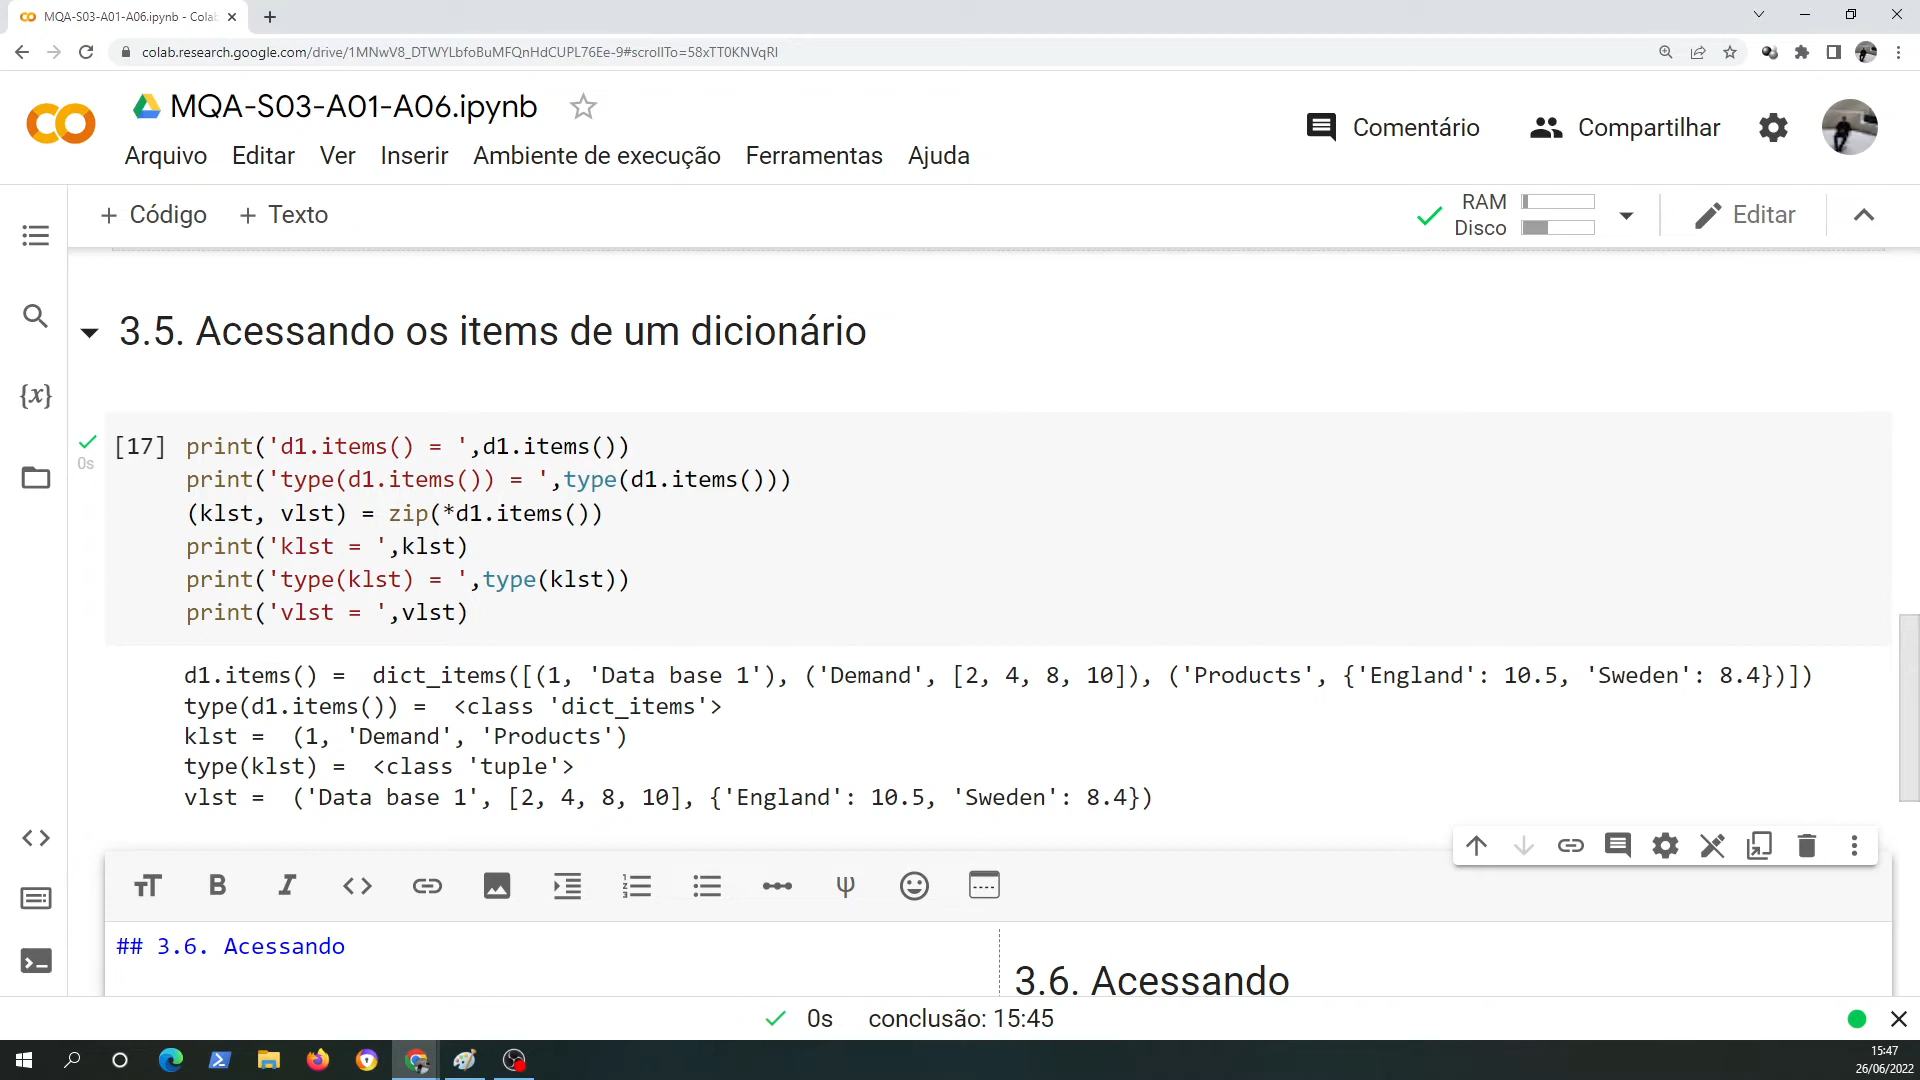 MQA-S03-A01-A06.ipynb - Colab
colab.research.google.com/drive/1MNwV8_DTWYLbfoBuMFQnHdCUPL76Ee-9#scrollTo=58xTT0KNVqRI
MQA-S03-A01-A06.ipynb
Comentário
Compartilhar
Arquivo Editar Ver Inserir Ambiente de execução Ferramentas Ajuda
+ Código + Texto
RAM
Disco
Editar
3.5. Acessando os items de um dicionário
{x}
0s
[17] print('d1.items() = ',d1.items())
print('type(d1.items()) = ',type(d1.items()))
(klst, vlst) = zip(*d1.items())
print('klst = ',klst)
print('type(klst) = ',type(klst))
print('vlst = ',vlst)
d1.items() =  dict_items([(1, 'Data base 1'), ('Demand', [2, 4, 8, 10]), ('Products', {'England': 10.5, 'Sweden': 8.4})])
type(d1.items()) =  <class 'dict_items'>
klst =  (1, 'Demand', 'Products')
type(klst) =  <class 'tuple'>
vlst =  ('Data base 1', [2, 4, 8, 10], {'England': 10.5, 'Sweden': 8.4})
## 3.6. Acessando
3.6. Acessando
0s conclusão: 15:45
15:47
26/06/2022